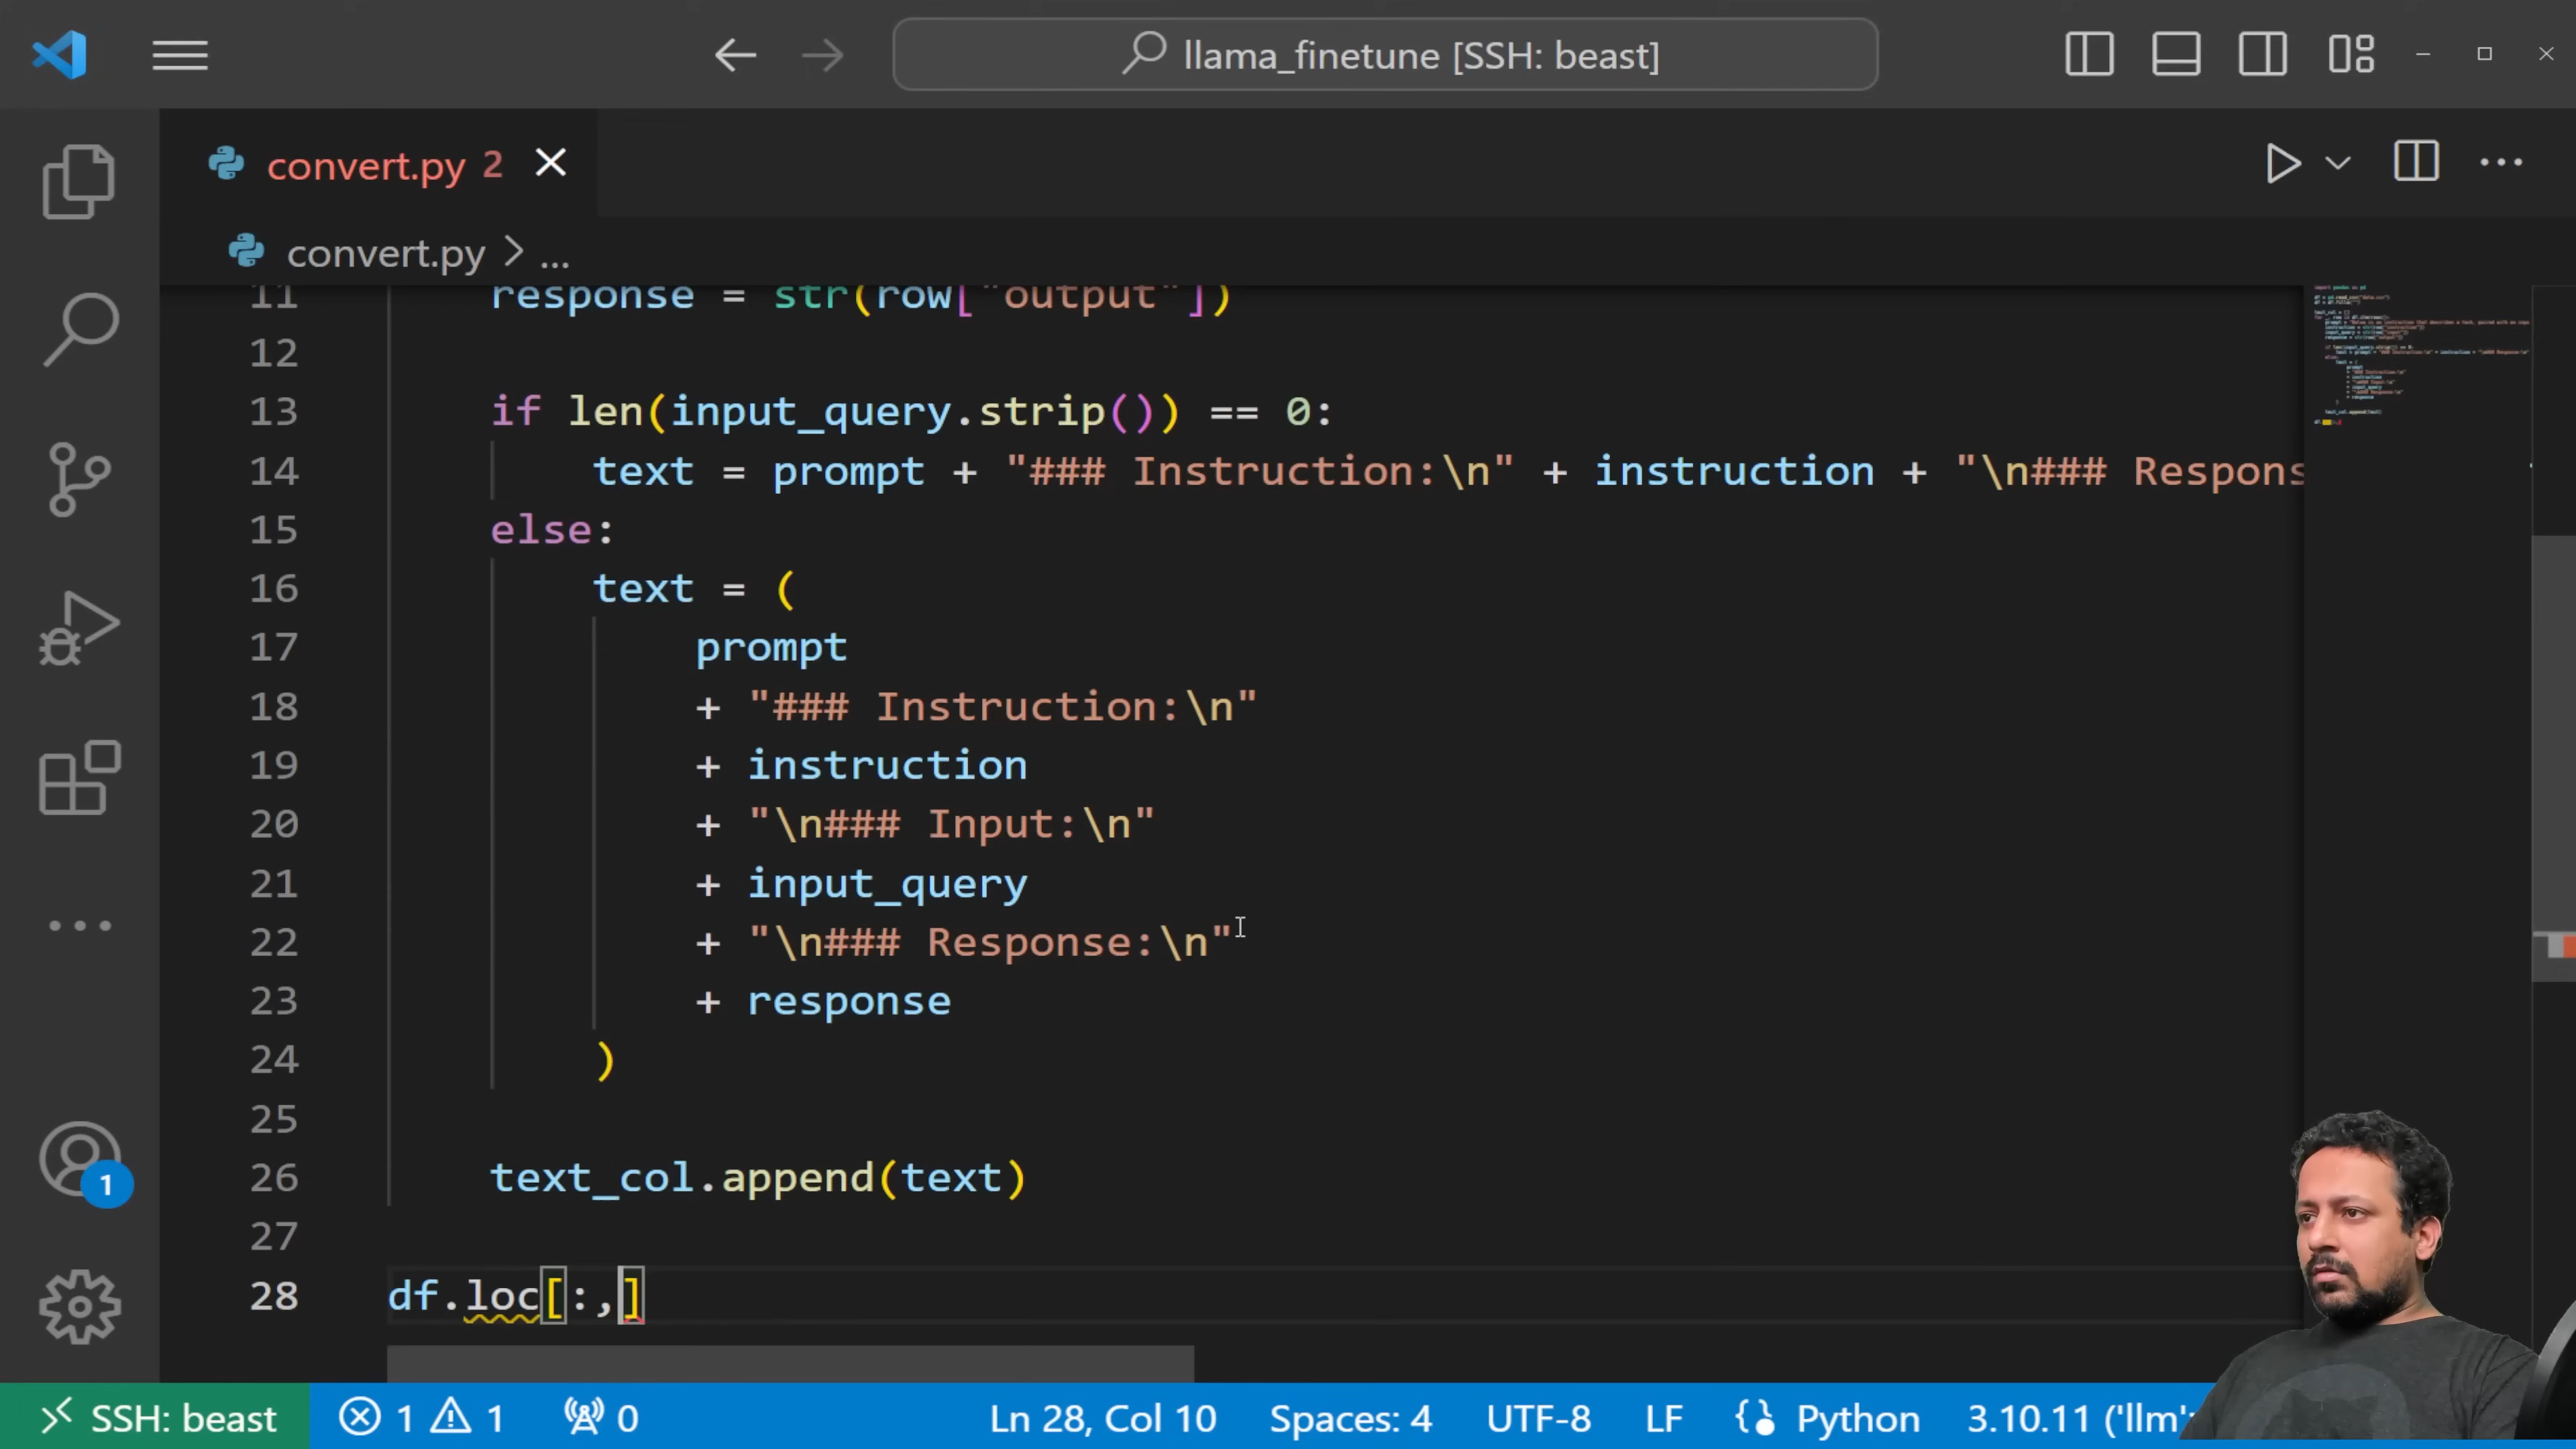 llama_finetune [SSH: beast]
convert.py 2
convert.py > ...
11 response = str(row["output"])
12
13 if len(input_query.strip()) == 0:
14 text = prompt + "### Instruction:\n" + instruction + "\n### Respons
15 else:
16 text = (
17 prompt
18 + "### Instruction:\n"
19 + instruction
20 + "\n### Input:\n"
21 + input_query
22 + "\n### Response:\n"
23 + response
24 )
25
26 text_col.append(text)
27
28 df.loc[:,]
1
SSH: beast 1 1 0 Ln 28, Col 10 Spaces: 4 UTF-8 LF Python 3.10.11 ('llm':